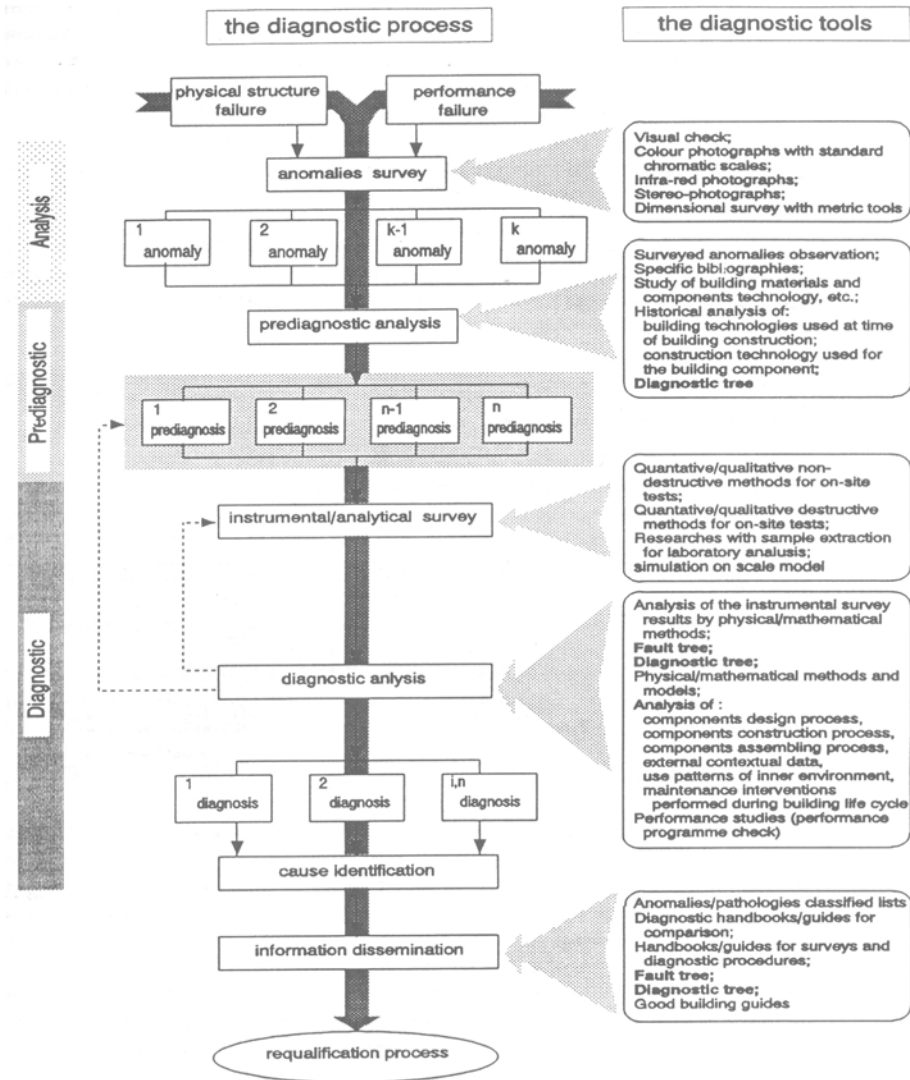 the diagnostic process
the diagnostic tools
physical structure
failure
performance
failure
anomalies survey
Visual check;
Colour photographs with standard
chromatic scales;
Infra-red photographs;
Stereo-photographs;
Dimensional survey with metric tools
Analysis
1
anomaly
2
anomaly
k-1
anomaly
k
anomaly
prediagnostic analysis
Surveyed anomalies observation;
Specific bibliographies;
Study of building materials and
components technology, etc.;
Historical analysis of:
building technologies used at time
of building construction;
construction technology used for
the building component;
Diagnostic tree
Prediagnostic
1
prediagnosis
2
prediagnosis
n-1
prediagnosis
n
prediagnosis
instrumental/analytical survey
Quantative/qualitative non-
destructive methods for on-site
tests;
Quantative/qualitative destructive
methods for on-site tests;
Researches with sample extraction
for laboratory analusis;
simulation on scale model
Diagnostic
diagnostic anlysis
Analysis of the instrumental survey
results by physical/mathematical
methods;
Fault tree;
Diagnostic tree;
Physical/mathematical methods and
models;
Analysis of :
compnonents design process,
components construction process,
components assembling process,
external contextual data,
use patterns of inner environment,
maintenance interventions
performed during building life cycle
Performance studies (performance
programme check)
1
diagnosis
2
diagnosis
i,n
diagnosis
cause identification
information dissemination
Anomalies/pathologies classified lists
Diagnostic handbooks/guides for
comparison;
Handbooks/guides for surveys and
diagnostic procedures;
Fault tree;
Diagnostic tree;
Good building guides
requalification process